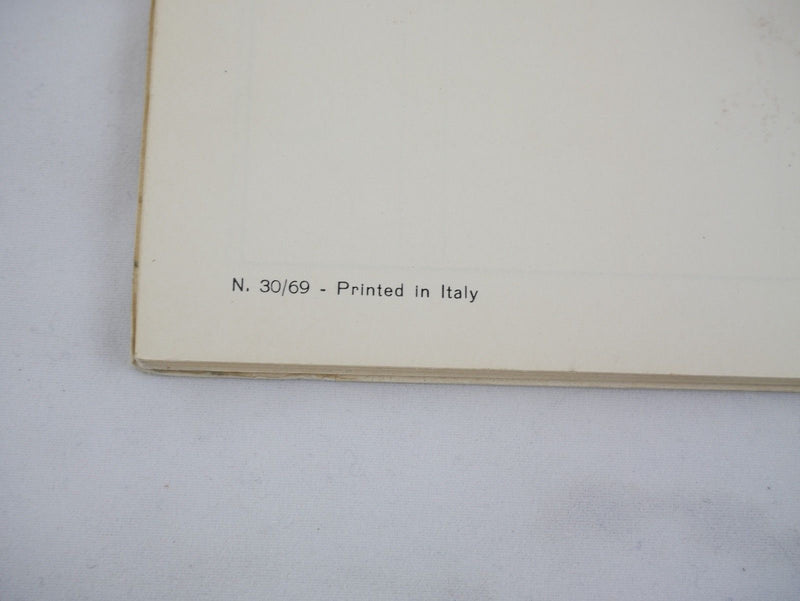 N. 30/69 - Printed in Italy